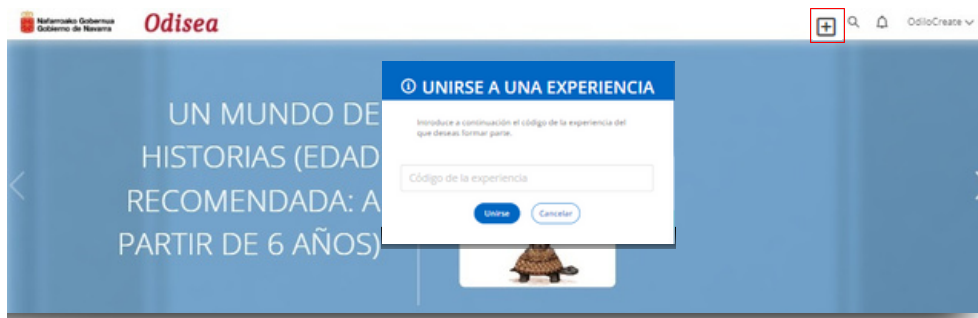 Nafarroako Gobernua
Gobierno de Navarra
Odisea
OdiloCreate
UN MUNDO DE
HISTORIAS (EDAD
RECOMENDADA: A
PARTIR DE 6 AÑOS)
UNIRSE A UNA EXPERIENCIA
Introduce a continuación el código de la experiencia del
que deseas formar parte.
Código de la experiencia
Unirse
Cancelar